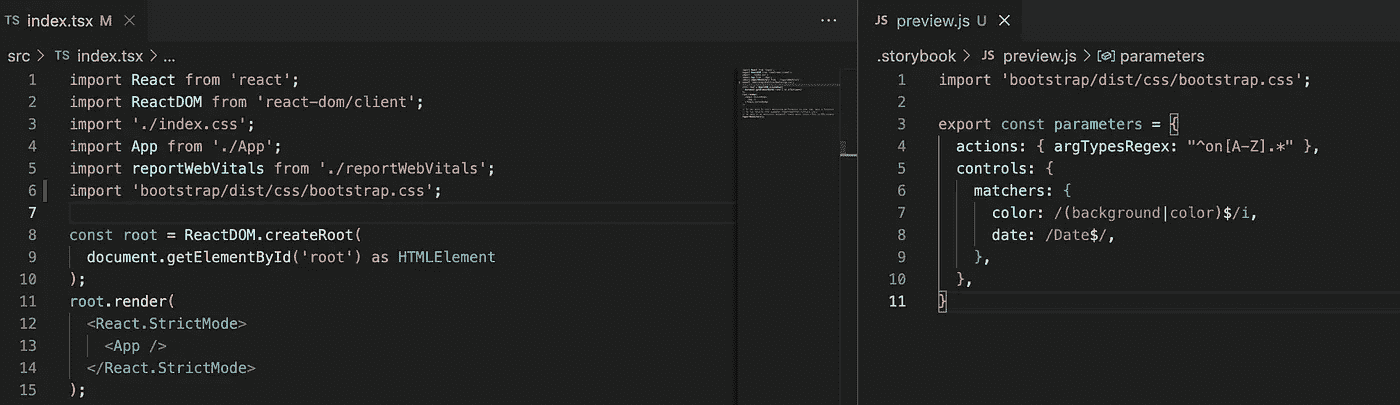 TS index.tsx M
src > TS index.tsx > ...
1 import React from 'react';
2 import ReactDOM from 'react-dom/client';
3 import './index.css';
4 import App from './App';
5 import reportWebVitals from './reportWebVitals';
6 import 'bootstrap/dist/css/bootstrap.css';
7
8 const root = ReactDOM.createRoot(
9   document.getElementById('root') as HTMLElement
10 );
11 root.render(
12   <React.StrictMode>
13     <App />
14   </React.StrictMode>
15 );
JS preview.js U
.storybook > JS preview.js > parameters
1 import 'bootstrap/dist/css/bootstrap.css';
2
3 export const parameters = {
4   actions: { argTypesRegex: "^on[A-Z].*" },
5   controls: {
6     matchers: {
7       color: /(background|color)$/i,
8       date: /Date$/,
9     },
10   },
11 }